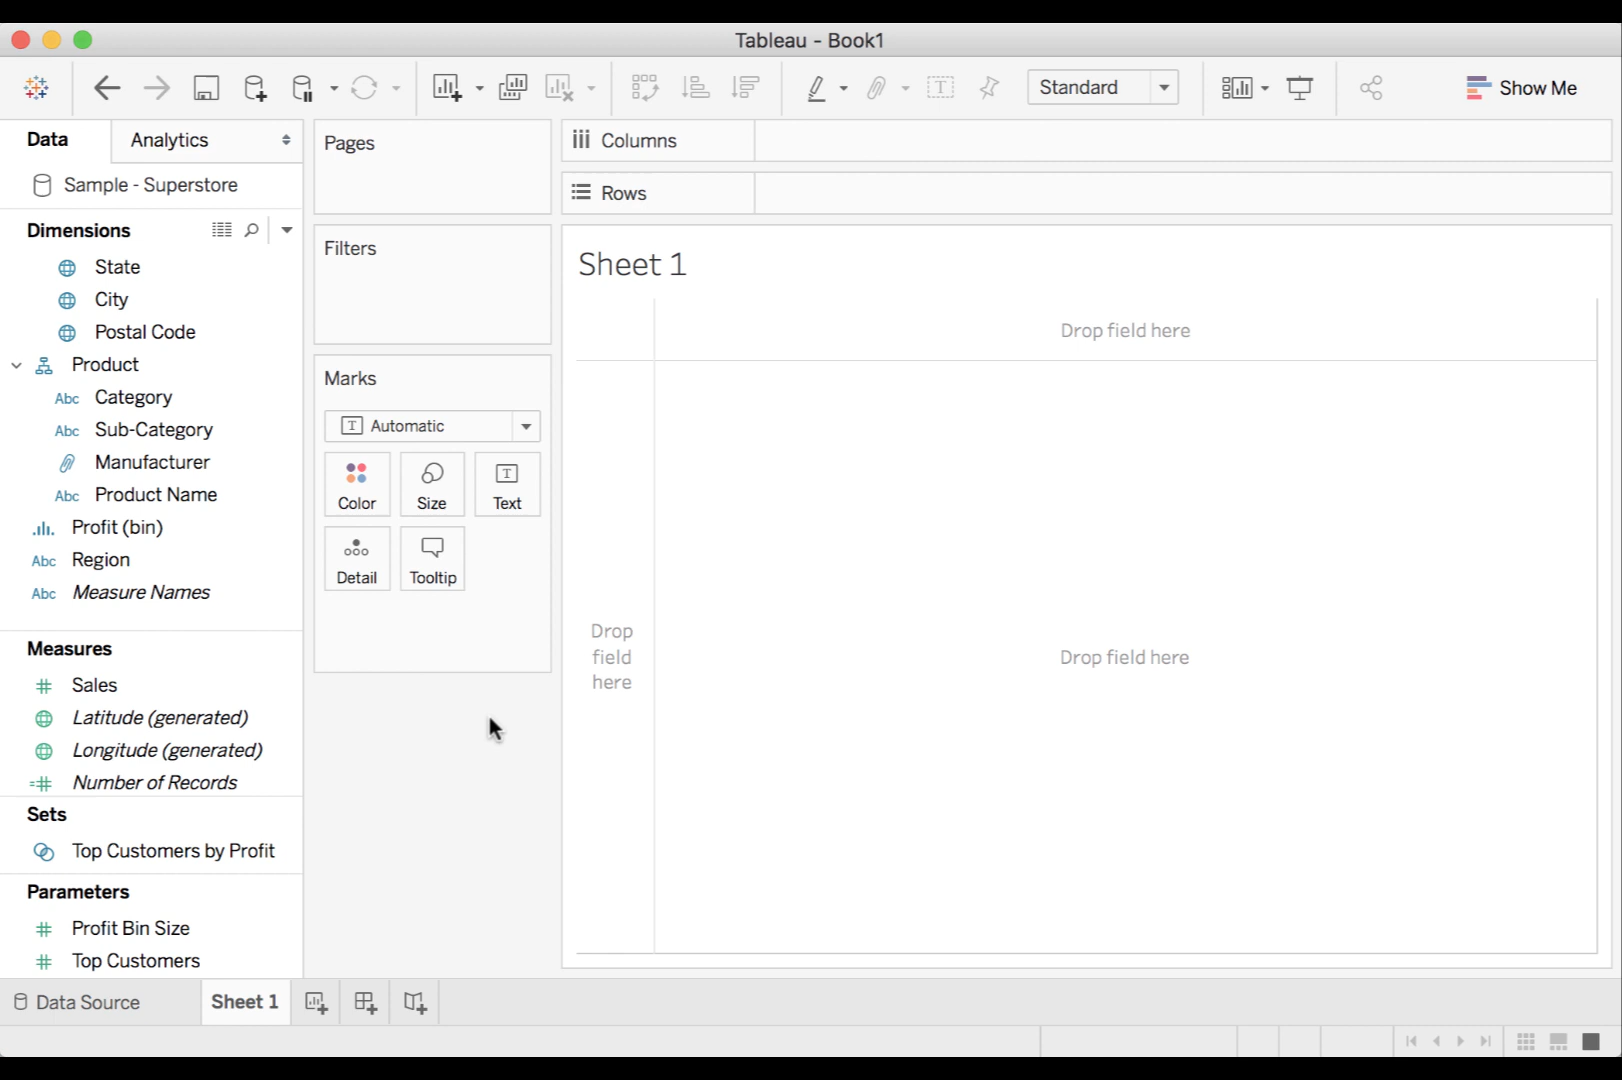 Tableau - Book1
Standard
Show Me
Data
Analytics
Sample - Superstore
Dimensions
State
City
Postal Code
Product
Abc Category
Abc Sub-Category
Manufacturer
Abc Product Name
Profit (bin)
Abc Region
Abc Measure Names
Measures
Sales
Latitude (generated)
Longitude (generated)
Number of Records
Sets
Top Customers by Profit
Parameters
Profit Bin Size
Top Customers
Pages
Filters
Marks
T Automatic
Color
Size
T
Text
Detail
Tooltip
Columns
Rows
Sheet 1
Drop field here
Drop
field
here
Drop field here
Data Source
Sheet 1